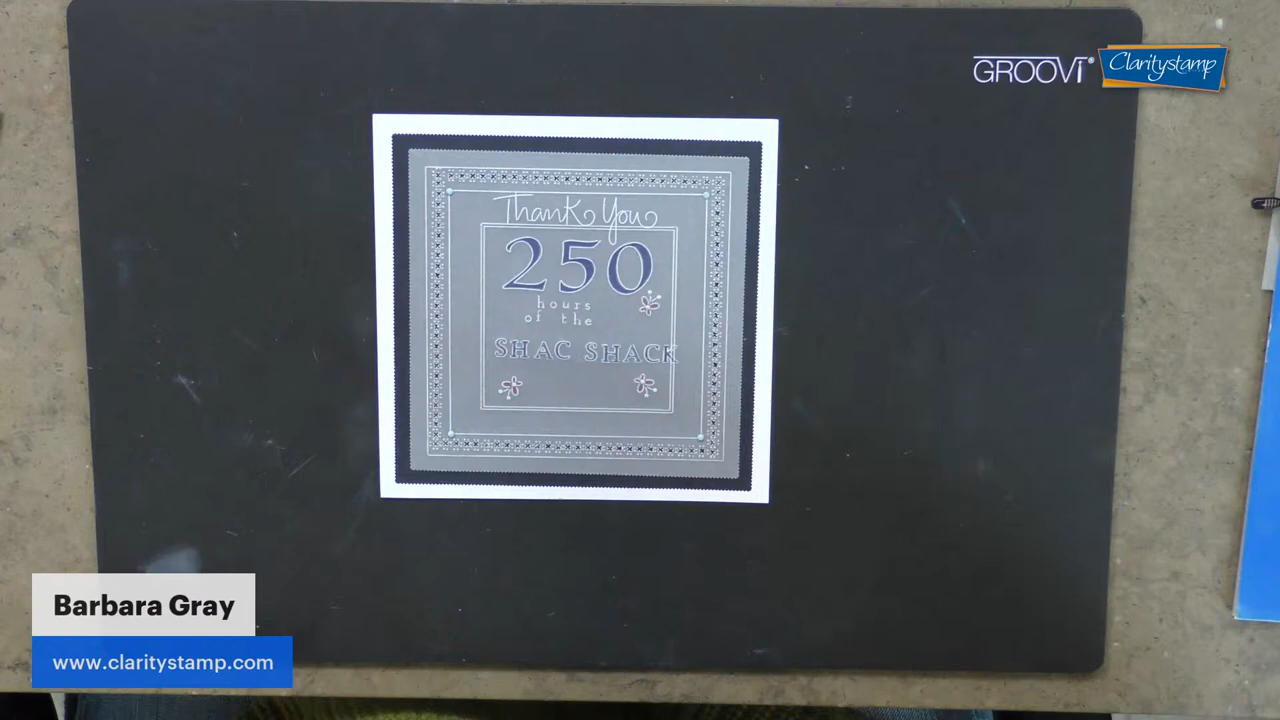 GROOVI®
Claritystamp
Thank You
250
hours
of the
SHAC SHACK
Barbara Gray
www.claritystamp.com